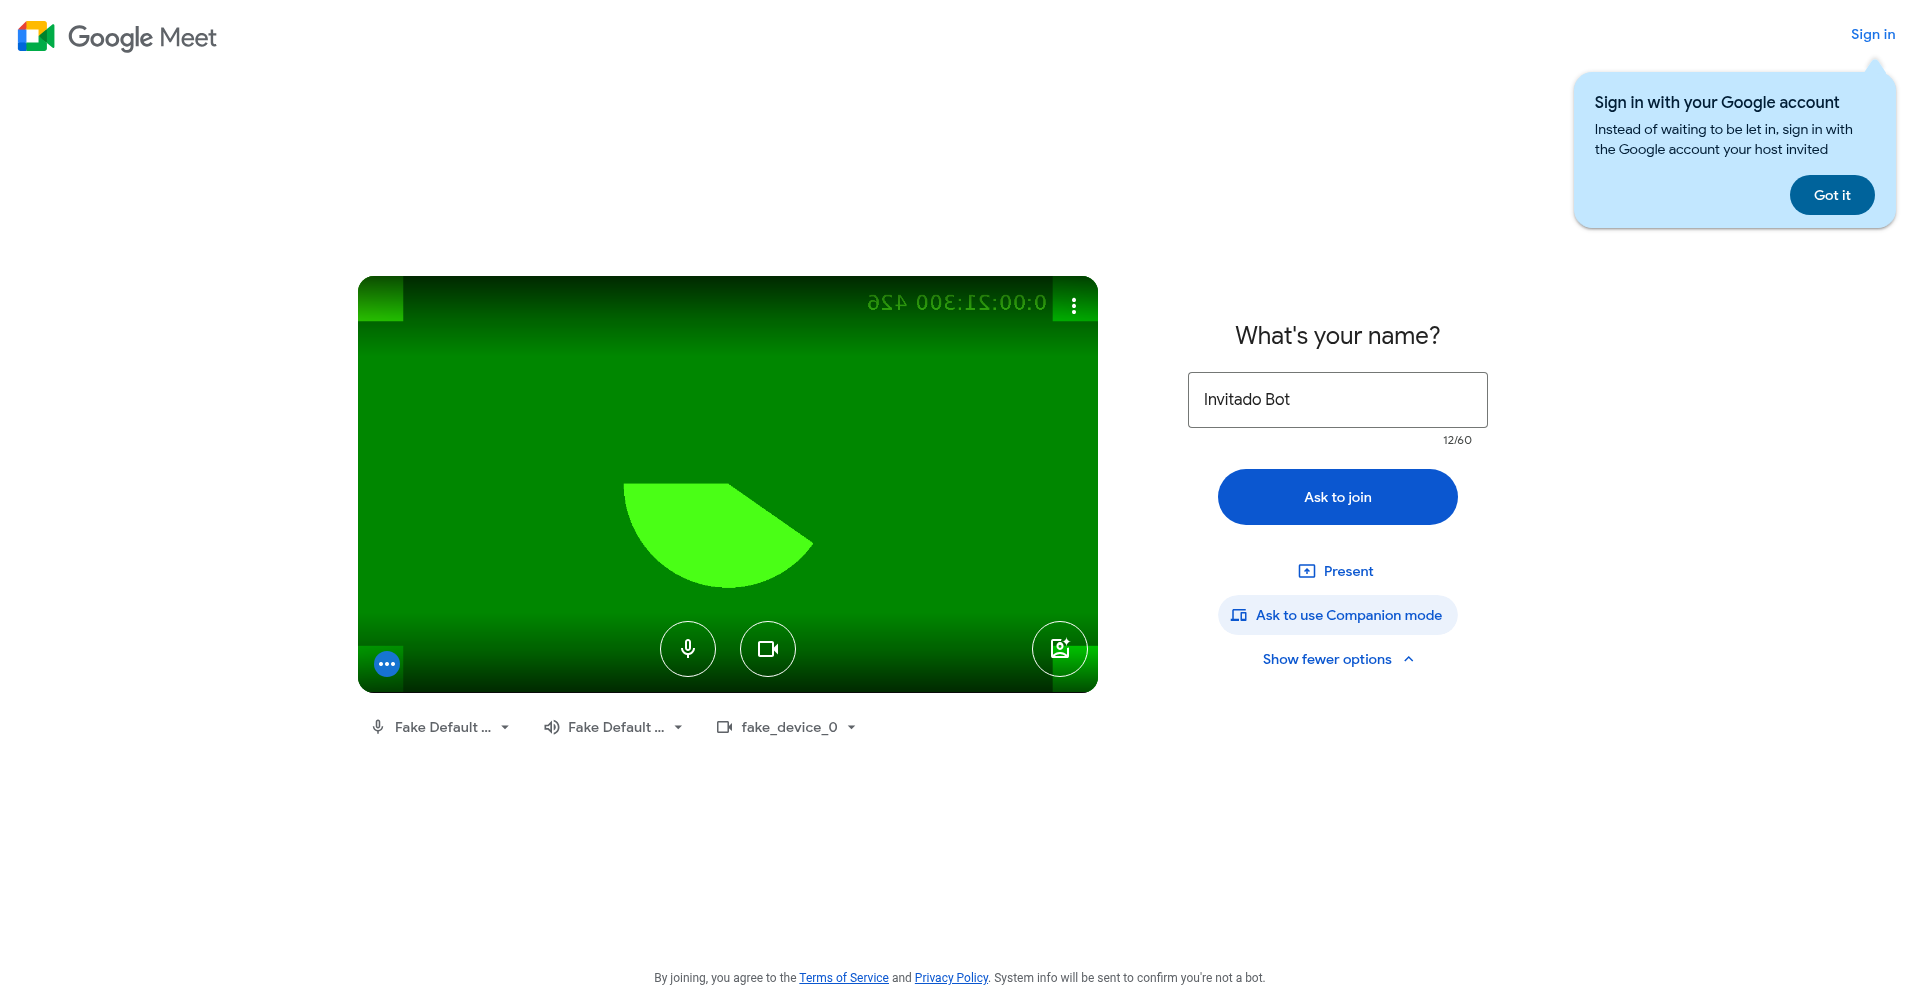 Google Meet
Sign in
Sign in with your Google account
Instead of waiting to be let in, sign in with
the Google account your host invited
Got it
0:00:21:300 426
What's your name?
Invitado Bot
12/60
Ask to join
Present
Ask to use Companion mode
Show fewer options
Fake Default ...
Fake Default ...
fake_device_0
By joining, you agree to the Terms of Service and Privacy Policy. System info will be sent to confirm you're not a bot.